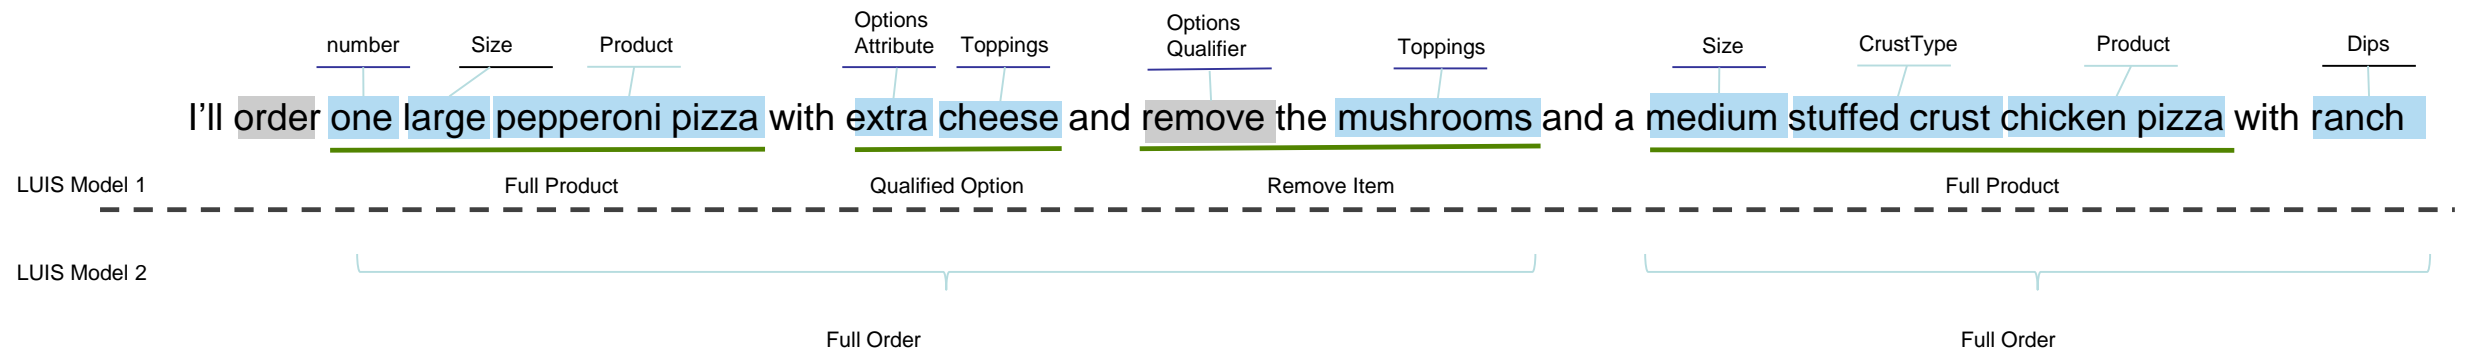 Options Options
number Size Product Attribute Toppings Qualifier Toppings Size CrustType Product Dips
I'll order one large pepperoni pizza with extra cheese and remove the mushrooms and a medium stuffed crust chicken pizza with ranch
LUIS Model 1 Full Product Qualified Option Remove Item Full Product
LUIS Model 2
Full Order Full Order